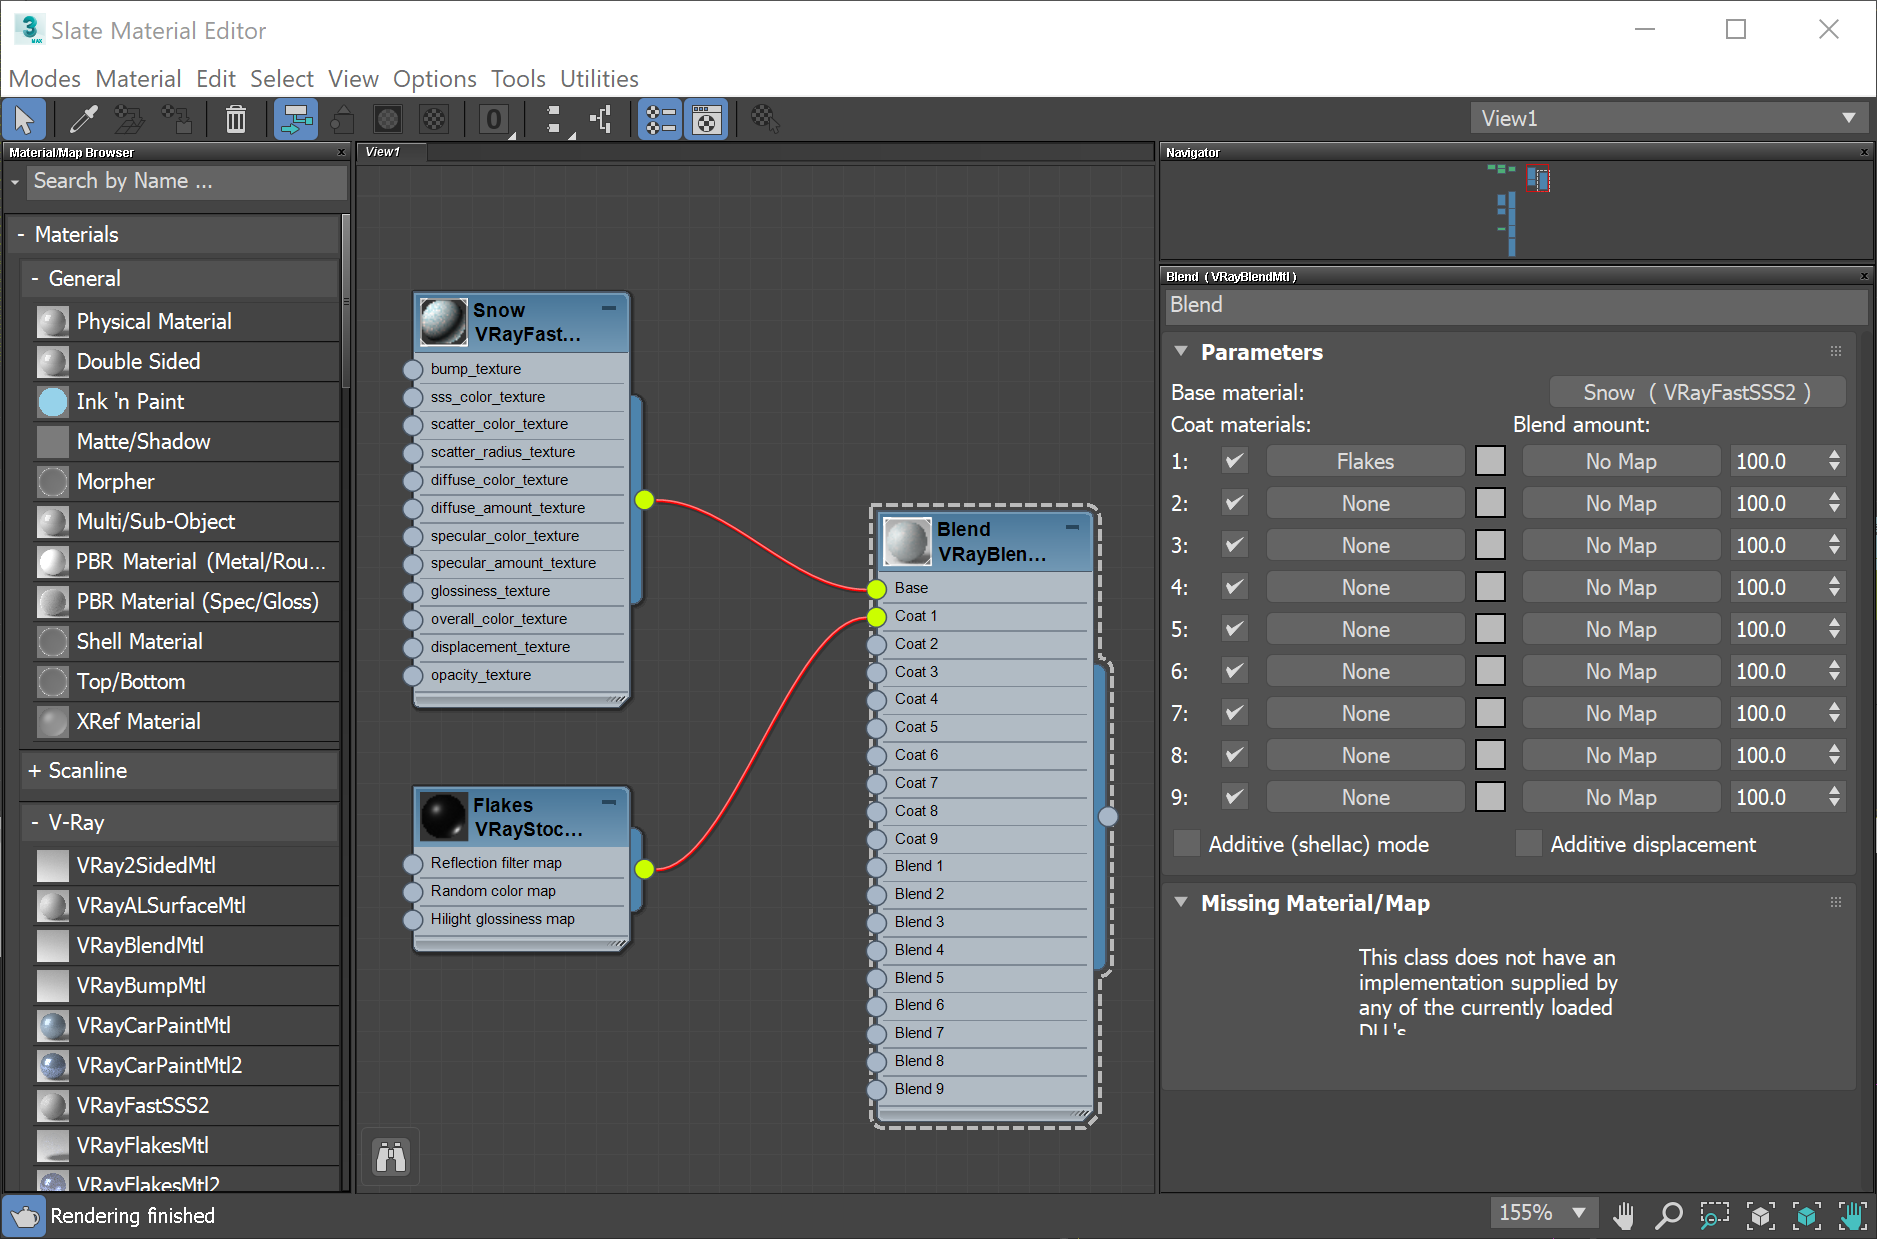 Slate Material Editor
Modes Material Edit Select View Options Tools Utilities
0
View1
Material/Map Browser
Search by Name ...
- Materials
- General
Physical Material
Double Sided
Ink 'n Paint
Matte/Shadow
Morpher
Multi/Sub-Object
PBR Material (Metal/Rou...
PBR Material (Spec/Gloss)
Shell Material
Top/Bottom
XRef Material
+ Scanline
- V-Ray
VRay2SidedMtl
VRayALSurfaceMtl
VRayBlendMtl
VRayBumpMtl
VRayCarPaintMtl
VRayCarPaintMtl2
VRayFastSSS2
VRayFlakesMtl
VRayFlakesMtl2
View1
Snow
VRayFast...
bump_texture
sss_color_texture
scatter_color_texture
scatter_radius_texture
diffuse_color_texture
diffuse_amount_texture
specular_color_texture
specular_amount_texture
glossiness_texture
overall_color_texture
displacement_texture
opacity_texture
Flakes
VRayStoc...
Reflection filter map
Random color map
Hilight glossiness map
Blend
VRayBlen...
Base
Coat 1
Coat 2
Coat 3
Coat 4
Coat 5
Coat 6
Coat 7
Coat 8
Coat 9
Blend 1
Blend 2
Blend 3
Blend 4
Blend 5
Blend 6
Blend 7
Blend 8
Blend 9
Navigator
Blend ( VRayBlendMtl )
Blend
Parameters
Base material: Snow ( VRayFastSSS2 )
Coat materials: Blend amount:
1: Flakes No Map 100.0
2: None No Map 100.0
3: None No Map 100.0
4: None No Map 100.0
5: None No Map 100.0
6: None No Map 100.0
7: None No Map 100.0
8: None No Map 100.0
9: None No Map 100.0
Additive (shellac) mode Additive displacement
Missing Material/Map
This class does not have an
implementation supplied by
any of the currently loaded
DLL's
Rendering finished
155%